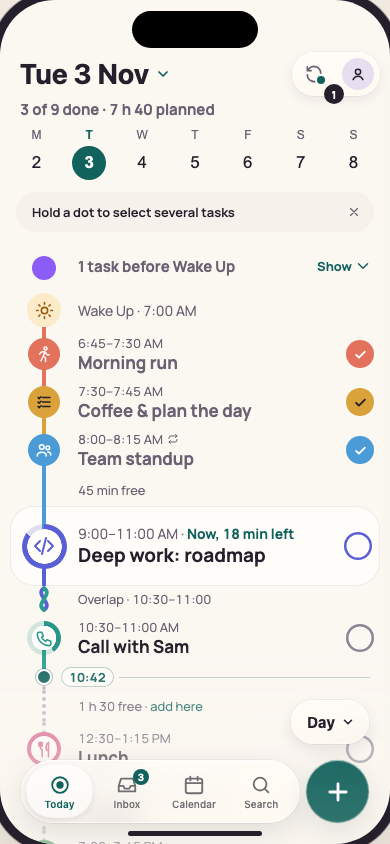 Tue 3 Nov
1
3 of 9 done · 7 h 40 planned
M T W T F S S
2 3 4 5 6 7 8
Hold a dot to select several tasks
1 task before Wake Up
Show
Wake Up · 7:00 AM
6:45–7:30 AM
Morning run
7:30–7:45 AM
Coffee & plan the day
8:00–8:15 AM
Team standup
45 min free
9:00–11:00 AM · Now, 18 min left
Deep work: roadmap
Overlap · 10:30–11:00
10:30–11:00 AM
Call with Sam
10:42
1 h 30 free · add here
Day
12:30–1:15 PM
Lunch
3
Today
Inbox
Calendar
Search